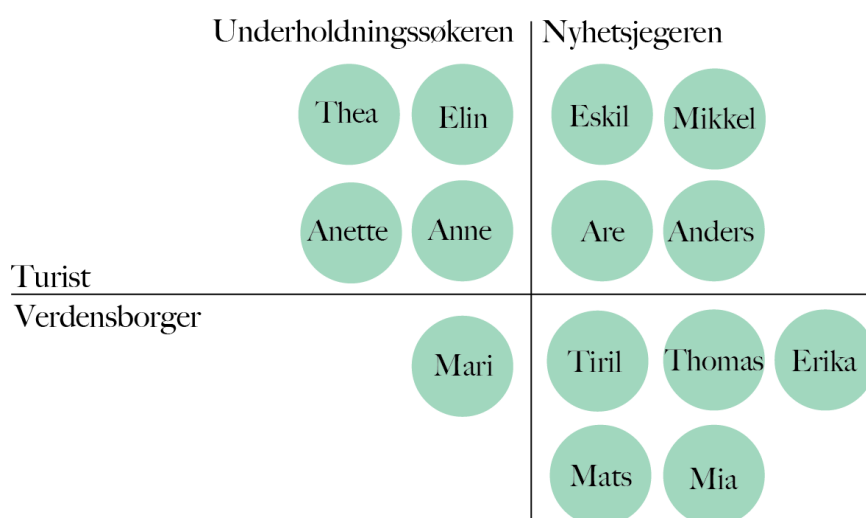 Underholdningssøkeren
Nyhetsjegeren
Thea
Elin
Eskil
Mikkel
Anette
Anne
Are
Anders
Turist
Verdensborger
Mari
Tiril
Thomas
Erika
Mats
Mia